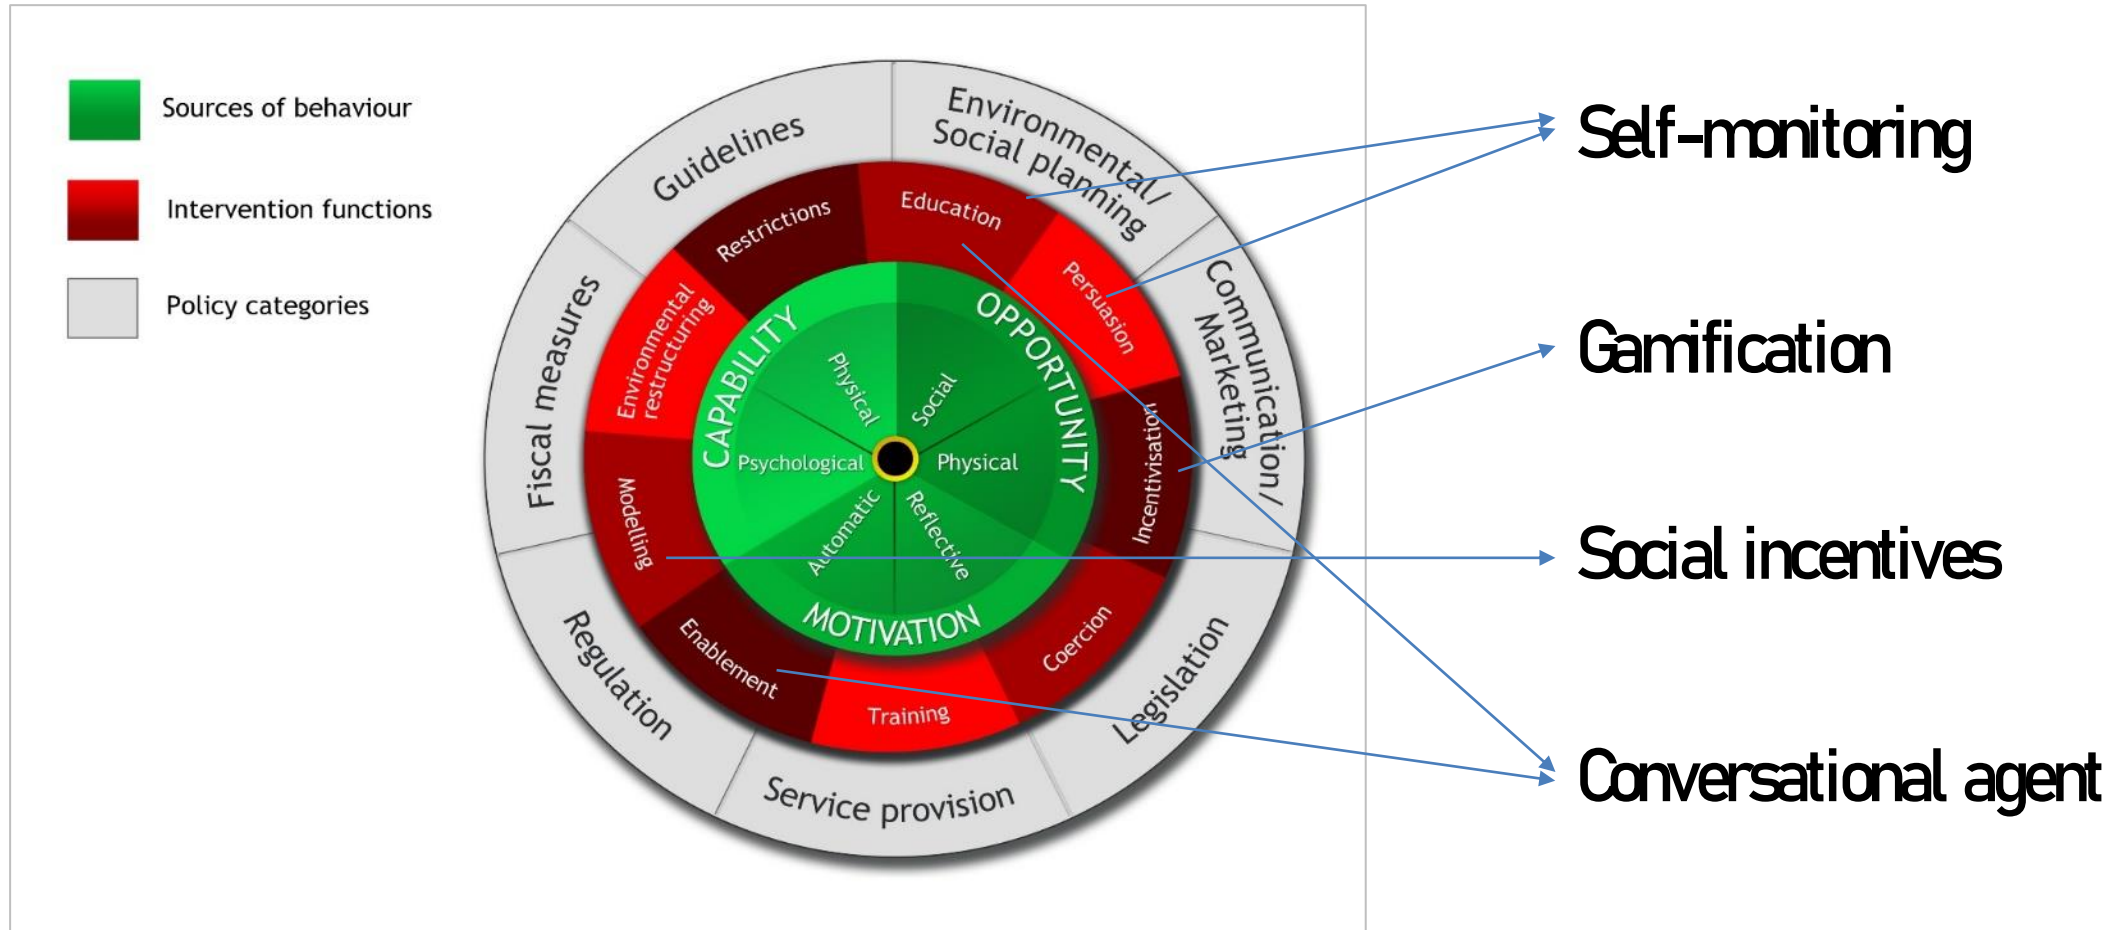 Sources of behaviour
Intervention functions
Policy categories
Guidelines
Environmental/
Social planning
Communication/
Marketing
Legislation
Service provision
Regulation
Fiscal measures
Restrictions
Education
Persuasion
Incentivisation
Coercion
Training
Enablement
Modelling
Environmental
restructuring
CAPABILITY
OPPORTUNITY
MOTIVATION
Physical
Social
Psychological
Physical
Automatic
Reflective
Self-monitoring
Gamification
Social incentives
Conversational agent